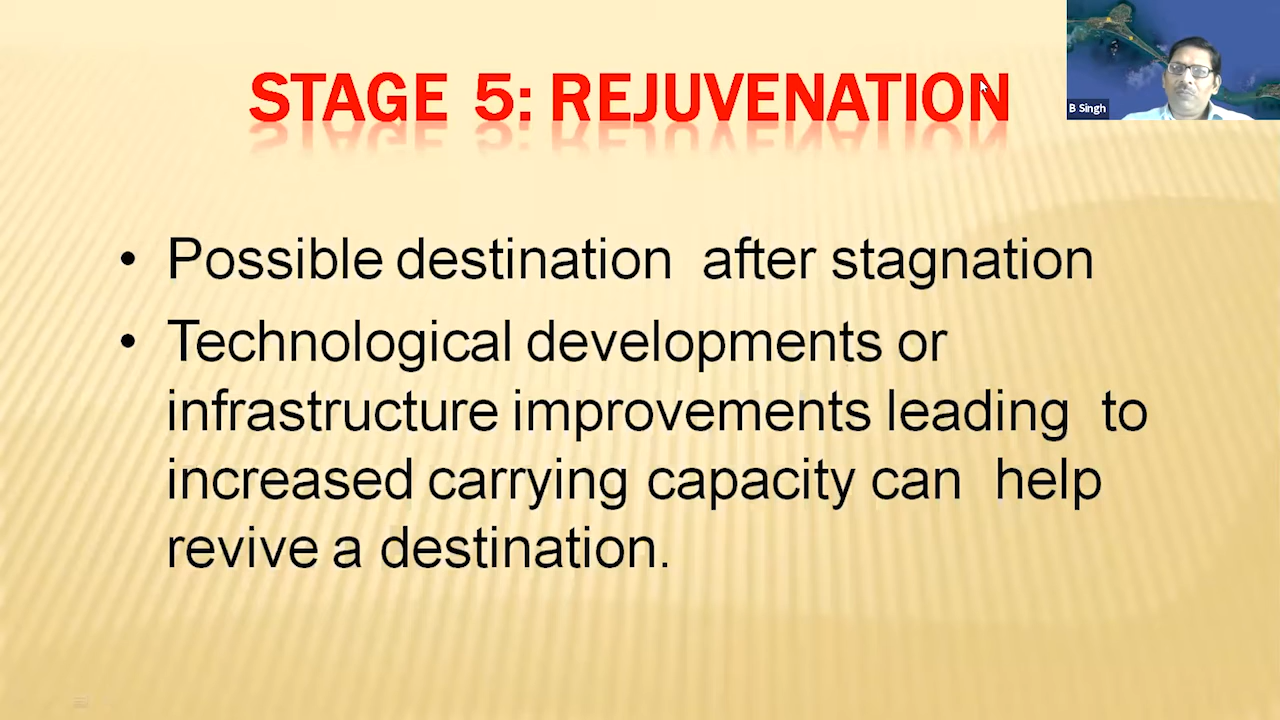 STAGE 5: REJUVENATION
B Singh
• Possible destination after stagnation
• Technological developments or
infrastructure improvements leading to
increased carrying capacity can help
revive a destination.